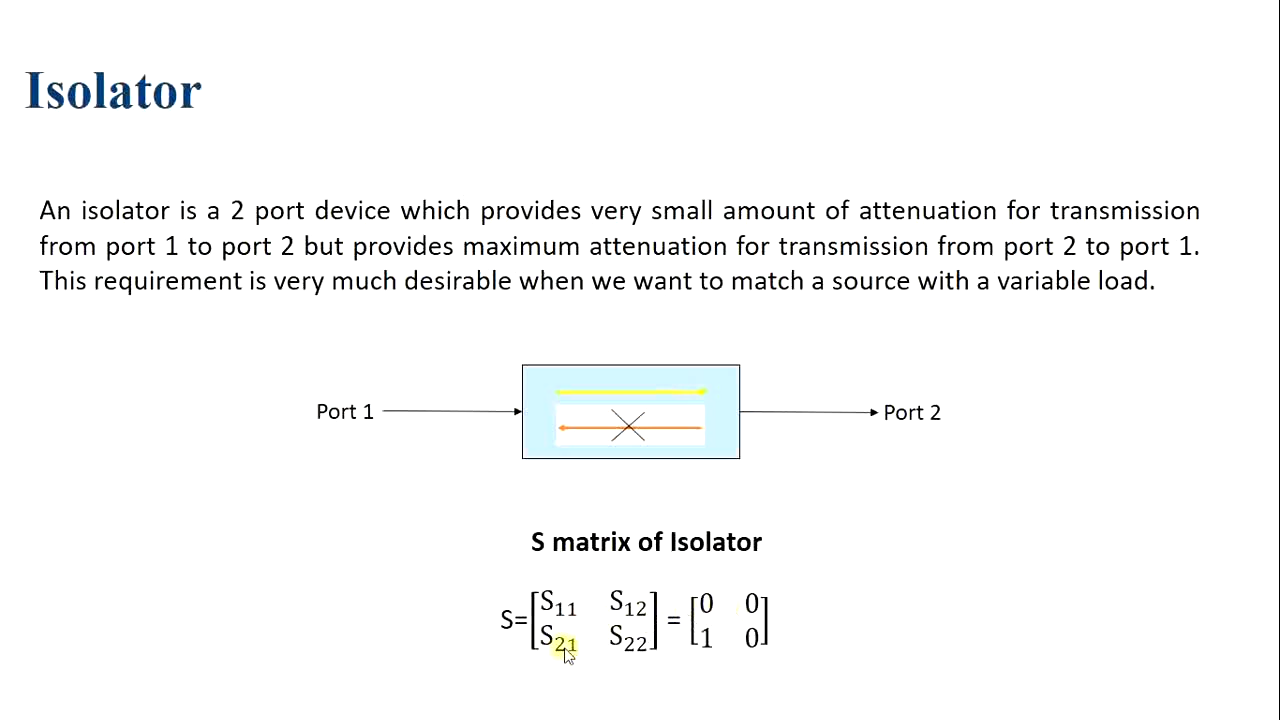 Isolator
An isolator is a 2 port device which provides very small amount of attenuation for transmission
from port 1 to port 2 but provides maximum attenuation for transmission from port 2 to port 1.
This requirement is very much desirable when we want to match a source with a variable load.
Port 1
Port 2
S matrix of Isolator
S=[S₁₁ S₁₂ = [0 0
S₂₁ S₂₂] 1 0]